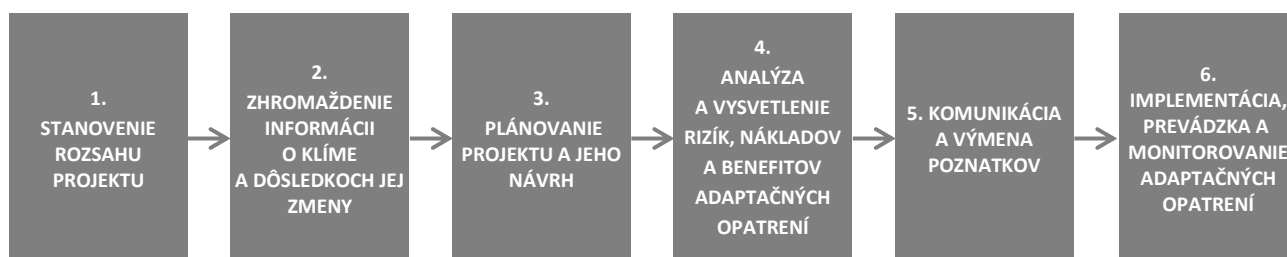 1.
STANOVENIE
ROZSAHU
PROJEKTU
2.
ZHROMAŽDENIE
INFORMÁCII
O KLÍME
A DÔSLEDKOCH JEJ
ZMENY
3.
PLÁNOVANIE
PROJEKTU A JEHO
NÁVRH
4.
ANALÝZA
A VYSVETLENIE
RIZÍK, NÁKLADOV
A BENEFITOV
ADAPTAČNÝCH
OPATRENÍ
5. KOMUNIKÁCIA
A VÝMENA
POZNATKOV
6.
IMPLEMENTÁCIA,
PREVÁDZKA A
MONITOROVANIE
ADAPTAČNÝCH
OPATRENÍ